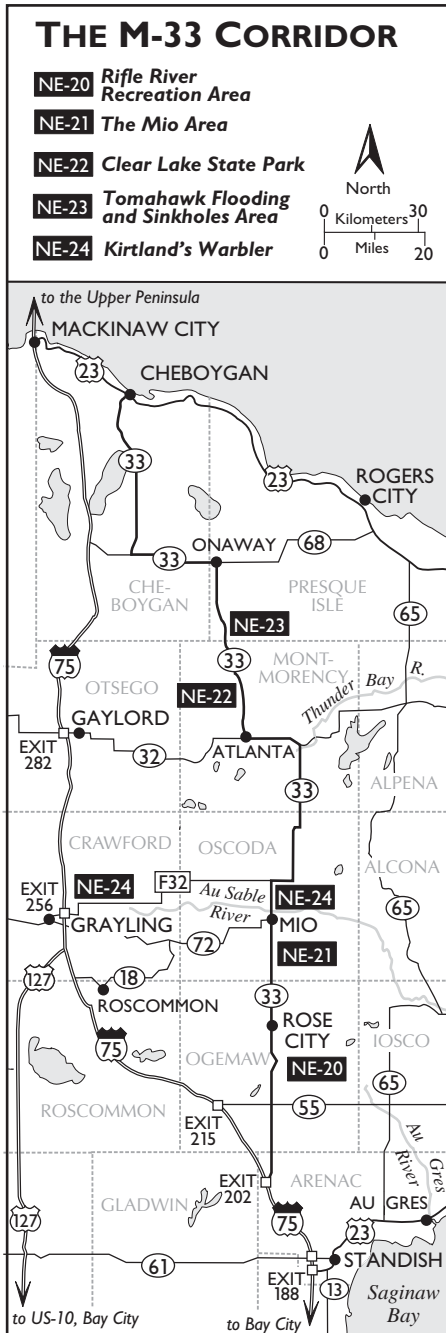 THE M-33 CORRIDOR
NE-20 Rifle River
Recreation Area
NE-21 The Mio Area
NE-22 Clear Lake State Park
NE-23 Tomahawk Flooding
and Sinkholes Area
NE-24 Kirtland's Warbler
North
0 Kilometers 30
0 Miles 20
to the Upper Peninsula
MACKINAW CITY
23
CHEBOYGAN
33
23
ROGERS
CITY
ONAWAY
68
33
CHE-
BOYGAN
PRESQUE
ISLE
65
NE-23
33
MONT-
MORENCY
75
OTSEGO
NE-22
Thunder Bay R.
GAYLORD
EXIT
282
32
ATLANTA
33
ALPENA
CRAWFORD
OSCODA
ALCONA
NE-24
F32
Au Sable
River
NE-24
EXIT
256
GRAYLING
MIO
65
72
NE-21
127
18
ROSCOMMON
33
ROSE
CITY
75
OGEMAW
IOSCO
NE-20
65
ROSCOMMON
55
EXIT
215
Au Gres
River
EXIT
202
ARENAC
GLADWIN
AU GRES
127
75
23
61
STANDISH
EXIT
188
13
Saginaw
Bay
to US-10, Bay City
to Bay City